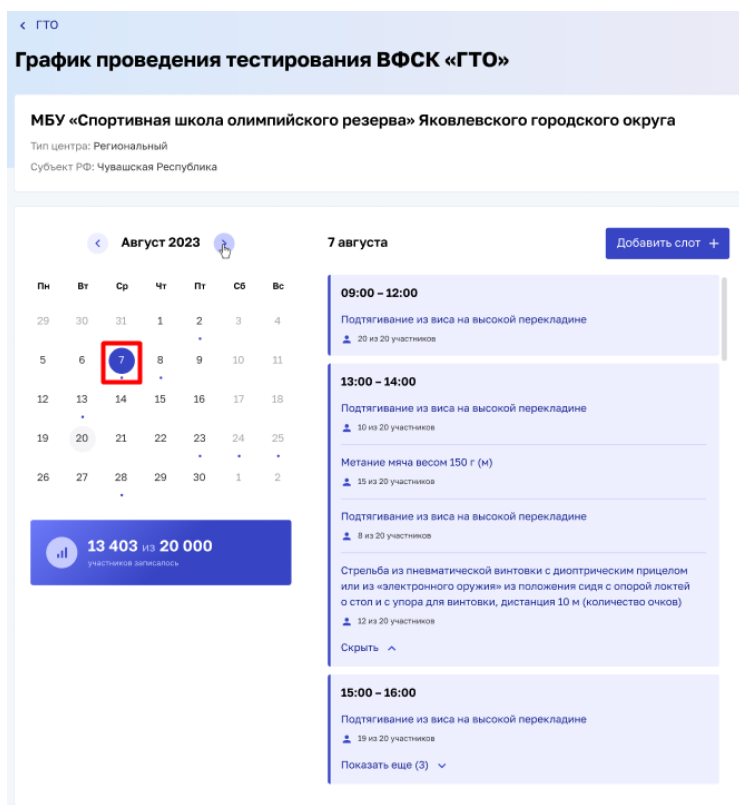 ГТО
График проведения тестирования ВФСК «ГТО»
МБУ «Спортивная школа олимпийского резерва» Яковлевского городского округа
Тип центра: Региональный
Субъект РФ: Чувашская Республика
Август 2023
Пн Вт Ср Чт Пт Сб Вс
29 30 31 1 2 3 4
5 6 7 8 9 10 11
12 13 14 15 16 17 18
19 20 21 22 23 24 25
26 27 28 29 30 1 2
13 403 из 20 000
участников записалось
7 августа
Добавить слот +
09:00 – 12:00
Подтягивание из виса на высокой перекладине
20 из 20 участников
13:00 – 14:00
Подтягивание из виса на высокой перекладине
10 из 20 участников
Метание мяча весом 150 г (м)
15 из 20 участников
Подтягивание из виса на высокой перекладине
8 из 20 участников
Стрельба из пневматической винтовки с диоптрическим прицелом
или из «электронного оружия» из положения сидя с опорой локтей
о стол и с упора для винтовки, дистанция 10 м (количество очков)
12 из 20 участников
Скрыть
15:00 – 16:00
Подтягивание из виса на высокой перекладине
19 из 20 участников
Показать еще (3)